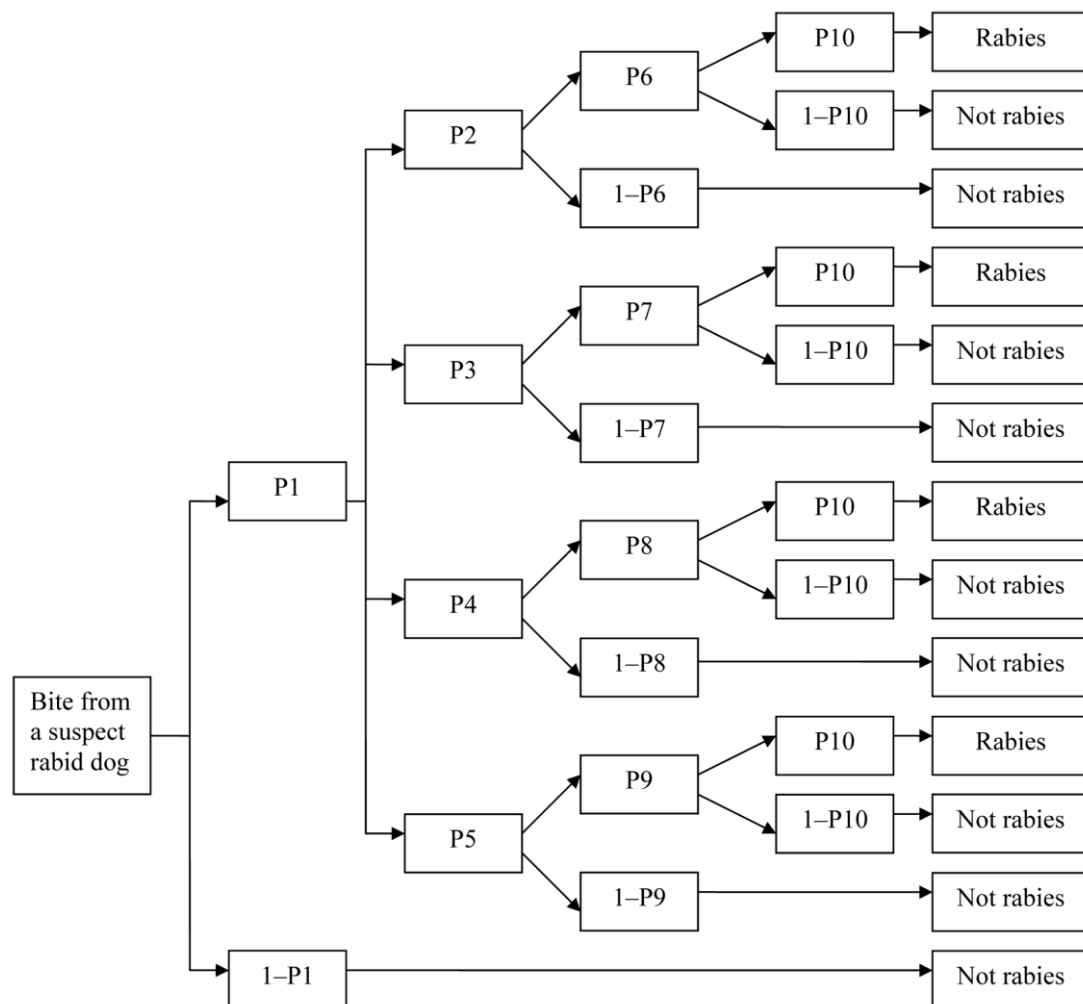 P10
Rabies
P6
1–P10
Not rabies
P2
1–P6
Not rabies
P10
Rabies
P7
1–P10
Not rabies
P3
1–P7
Not rabies
P1
P10
Rabies
P8
1–P10
Not rabies
P4
1–P8
Not rabies
Bite from
a suspect
rabid dog
P10
Rabies
P9
1–P10
Not rabies
P5
1–P9
Not rabies
1–P1
Not rabies